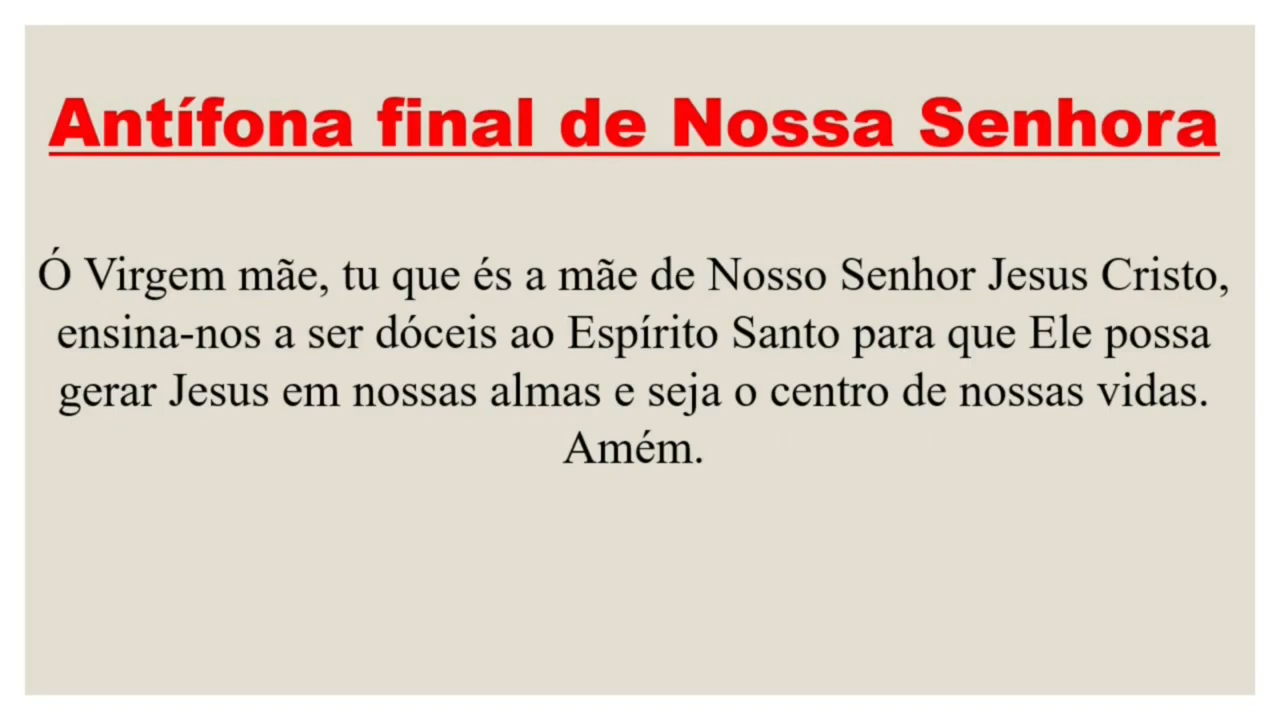 Antífona final de Nossa Senhora
Ó Virgem mãe, tu que és a mãe de Nosso Senhor Jesus Cristo,
ensina-nos a ser dóceis ao Espírito Santo para que Ele possa
gerar Jesus em nossas almas e seja o centro de nossas vidas.
Amém.